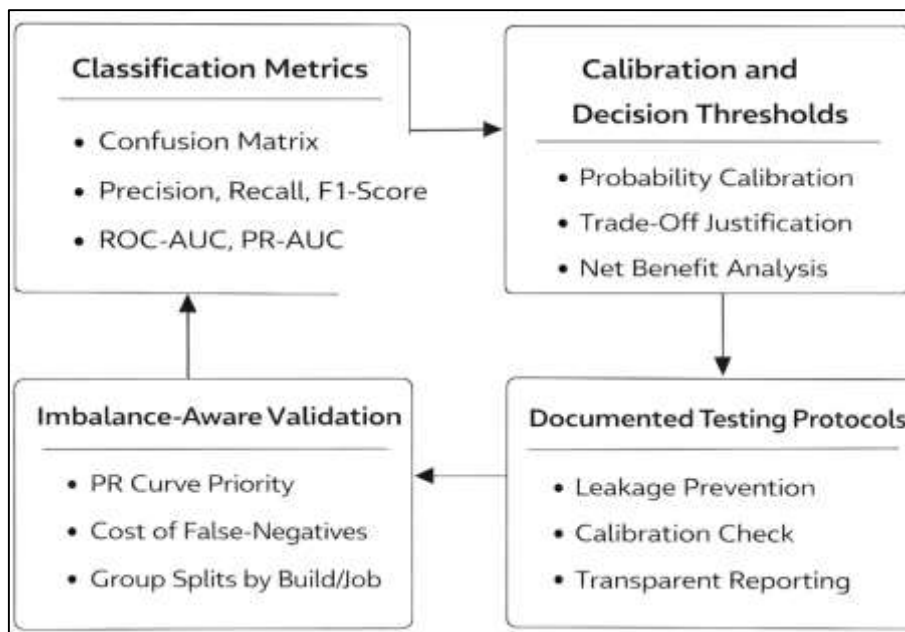 Classification Metrics
• Confusion Matrix
• Precision, Recall, F1-Score
• ROC-AUC, PR-AUC
Calibration and
Decision Thresholds
• Probability Calibration
• Trade-Off Justification
• Net Benefit Analysis
Imbalance-Aware Validation
• PR Curve Priority
• Cost of False-Negatives
• Group Splits by Build/Job
Documented Testing Protocols
• Leakage Prevention
• Calibration Check
• Transparent Reporting